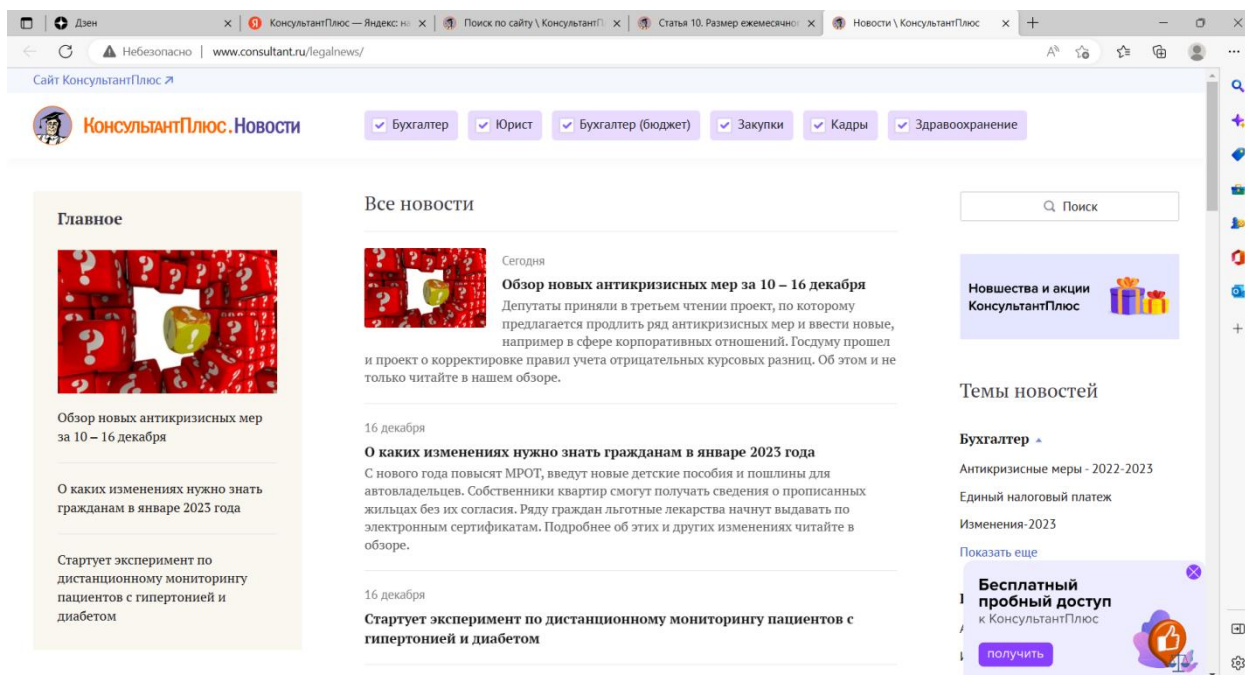 Дзен
КонсультантПлюс — Яндекс: на
Поиск по сайту \ КонсультантП
Статья 10. Размер ежемесячног
Новости \ КонсультантПлюс
Небезопасно | www.consultant.ru/legalnews/
Сайт КонсультантПлюс
КонсультантПлюс.Новости
Бухгалтер
Юрист
Бухгалтер (бюджет)
Закупки
Кадры
Здравоохранение
Главное
Обзор новых антикризисных мер
за 10 – 16 декабря
О каких изменениях нужно знать
гражданам в январе 2023 года
Стартует эксперимент по
дистанционному мониторингу
пациентов с гипертонией и
диабетом
Все новости
Сегодня
Обзор новых антикризисных мер за 10 – 16 декабря
Депутаты приняли в третьем чтении проект, по которому
предлагается продлить ряд антикризисных мер и ввести новые,
например в сфере корпоративных отношений. Госдуму прошел
и проект о корректировке правил учета отрицательных курсовых разниц. Об этом и не
только читайте в нашем обзоре.
16 декабря
О каких изменениях нужно знать гражданам в январе 2023 года
С нового года повысят МРОТ, введут новые детские пособия и пошлины для
автовладельцев. Собственники квартир смогут получать сведения о прописанных
жильцах без их согласия. Ряду граждан льготные лекарства начнут выдавать по
электронным сертификатам. Подробнее об этих и других изменениях читайте в
обзоре.
16 декабря
Стартует эксперимент по дистанционному мониторингу пациентов с
гипертонией и диабетом
Поиск
Новшества и акции
КонсультантПлюс
Темы новостей
Бухгалтер
Антикризисные меры - 2022-2023
Единый налоговый платеж
Изменения-2023
Показать еще
Бесплатный
пробный доступ
к КонсультантПлюс
получить